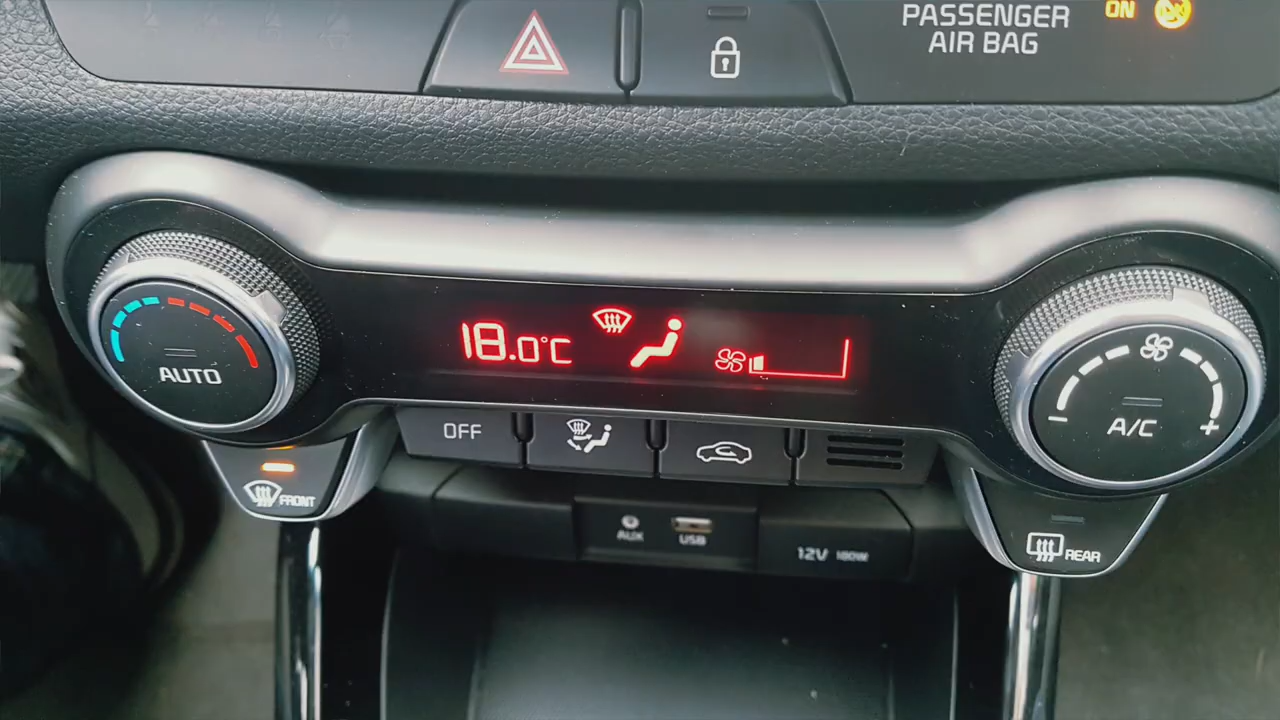 PASSENGER
AIR BAG
ON
18.0°C
AUTO
A/C
OFF
FRONT
AUX
USB
12V 180W
REAR